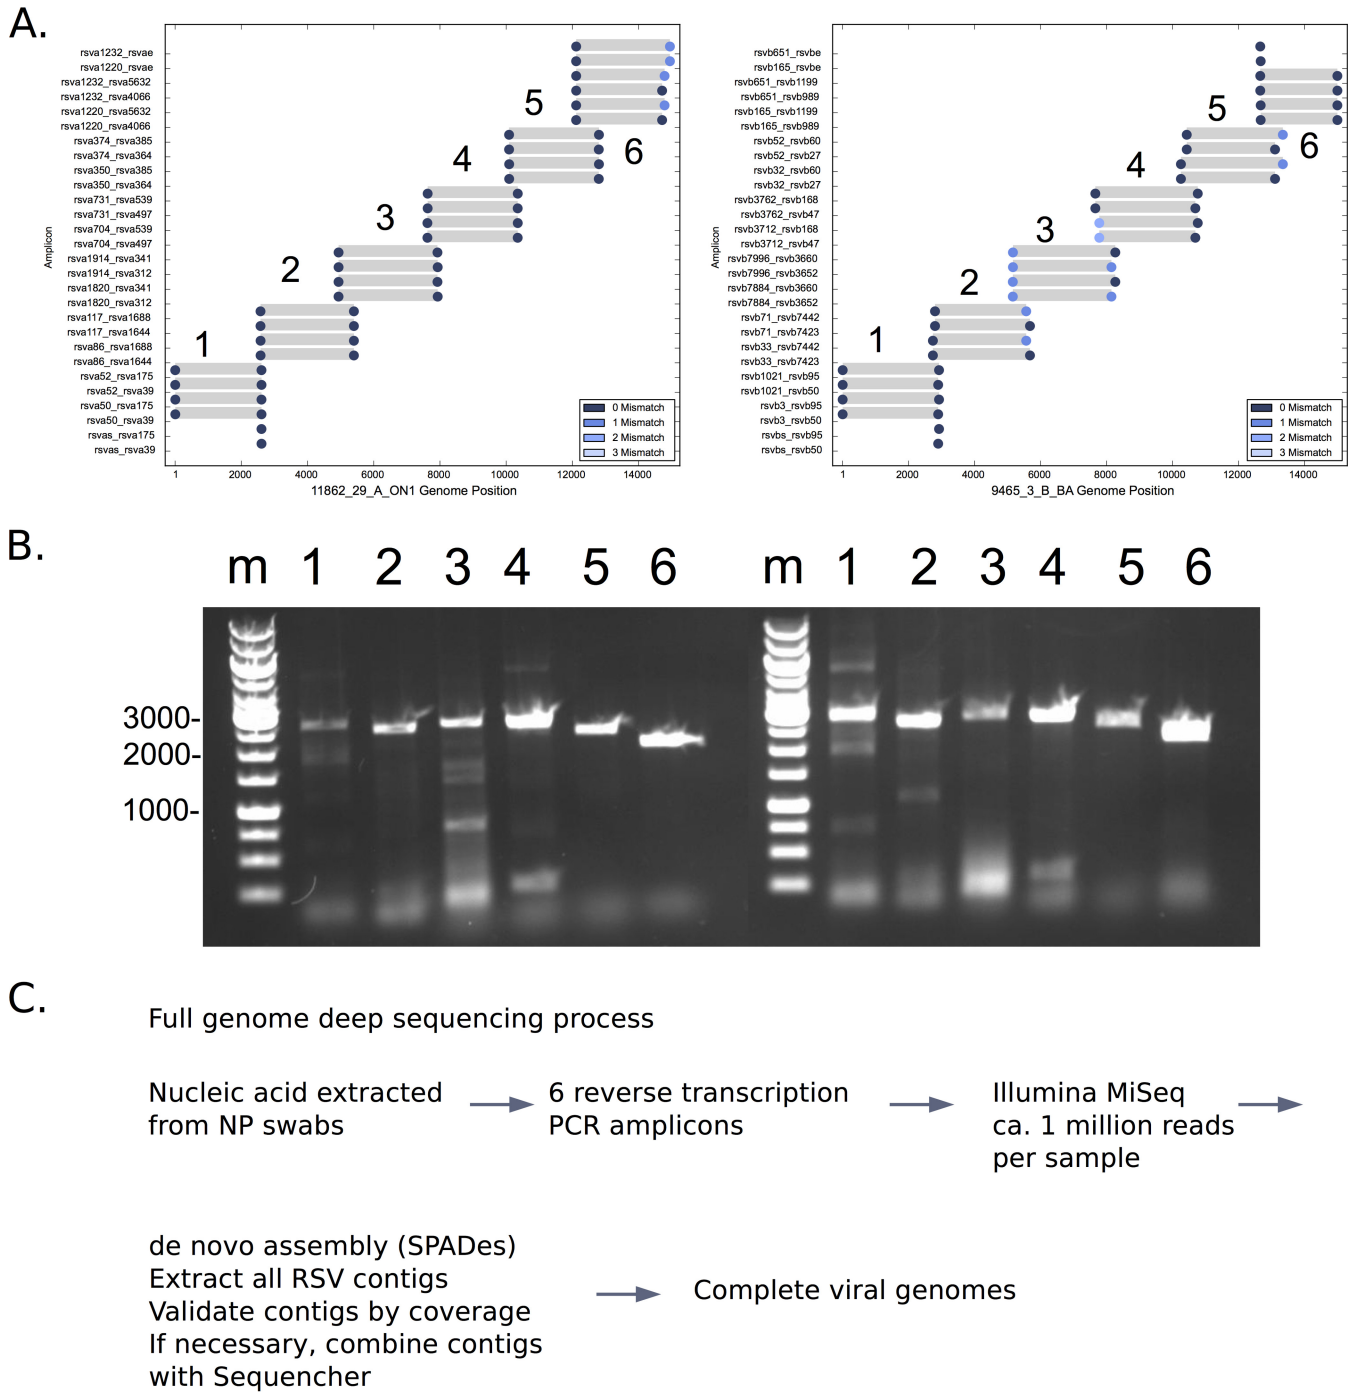 A.
rsva1232_rsvae
rsva1220_rsvae
rsva1232_rsva5632
rsva1232_rsva4066
rsva1220_rsva5632
rsva1220_rsva4066
rsva374_rsva385
rsva374_rsva364
rsva350_rsva385
rsva350_rsva364
rsva731_rsva539
rsva731_rsva497
rsva704_rsva539
rsva704_rsva497
rsva1914_rsva341
rsva1914_rsva312
rsva1820_rsva341
rsva1820_rsva312
rsva117_rsva1688
rsva117_rsva1644
rsva86_rsva1688
rsva86_rsva1644
rsva52_rsva175
rsva52_rsva39
rsva50_rsva175
rsva50_rsva39
rsvas_rsva175
rsvas_rsva39
Amplicon
1
2
3
4
5
6
0 Mismatch
1 Mismatch
2 Mismatch
3 Mismatch
1 2000 4000 6000 8000 10000 12000 14000
11862_29_A_ON1 Genome Position
rsvb651_rsvbe
rsvb165_rsvbe
rsvb651_rsvb1199
rsvb651_rsvb989
rsvb165_rsvb1199
rsvb165_rsvb989
rsvb52_rsvb60
rsvb52_rsvb27
rsvb32_rsvb60
rsvb32_rsvb27
rsvb3762_rsvb168
rsvb3762_rsvb47
rsvb3712_rsvb168
rsvb3712_rsvb47
rsvb7996_rsvb3660
rsvb7996_rsvb3652
rsvb7884_rsvb3660
rsvb7884_rsvb3652
rsvb71_rsvb7442
rsvb71_rsvb7423
rsvb33_rsvb7442
rsvb33_rsvb7423
rsvb1021_rsvb95
rsvb1021_rsvb50
rsvb3_rsvb95
rsvb3_rsvb50
rsvbs_rsvb95
rsvbs_rsvb50
Amplicon
1
2
3
4
5
6
0 Mismatch
1 Mismatch
2 Mismatch
3 Mismatch
1 2000 4000 6000 8000 10000 12000 14000
9465_3_B_BA Genome Position
B.
m 1 2 3 4 5 6 m 1 2 3 4 5 6
3000-
2000-
1000-
C.
Full genome deep sequencing process
Nucleic acid extracted
from NP swabs
6 reverse transcription
PCR amplicons
Illumina MiSeq
ca. 1 million reads
per sample
de novo assembly (SPADes)
Extract all RSV contigs
Validate contigs by coverage
If necessary, combine contigs
with Sequencher
Complete viral genomes